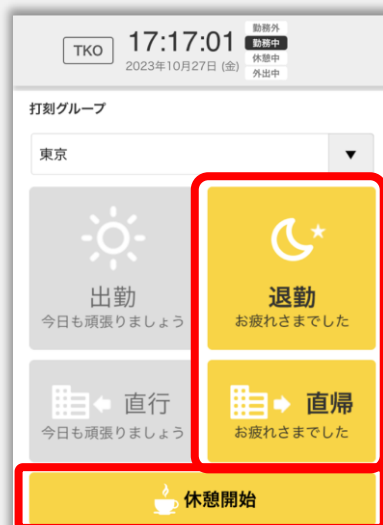 TKO
17:17:01
2023年10月27日 (金)
勤務外
勤務中
休憩中
外出中
打刻グループ
東京
出勤
今日も頑張りましょう
退勤
お疲れさまでした
直行
今日も頑張りましょう
直帰
お疲れさまでした
休憩開始